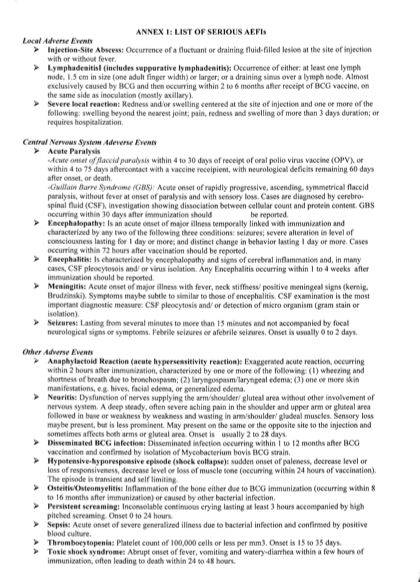 ANNEX 1: LIST OF SERIOUS AEFIs
Local Adverse Events
➤ Injection-Site Abscess: Occurrence of a fluctuant or draining fluid-filled lesion at the site of injection
with or without fever.
➤ Lymphadenitisl (includes suppurative lymphadenitis): Occurrence of either: at least one lymph
node, 1.5 cm in size (one adult finger width) or larger; or a draining sinus over a lymph node. Almost
exclusively caused by BCG and then occurring within 2 to 6 months after receipt of BCG vaccine, on
the same side as inoculation (mostly axillary).
➤ Severe local reaction: Redness and/or swelling centered at the site of injection and one or more of the
following: swelling beyond the nearest joint; pain, redness and swelling of more than 3 days duration; or
requires hospitalization.
Central Nervous System Adverse Events
➤ Acute Paralysis
-Acute onset of flaccid paralysis within 4 to 30 days of receipt of oral polio virus vaccine (OPV), or
within 4 to 75 days aftercontact with a vaccine recipient, with neurological deficits remaining 60 days
after onset, or death.
-Guillain Barre Syndrome (GBS): Acute onset of rapidly progressive, ascending, symmetrical flaccid
paralysis, without fever at onset of paralysis and with sensory loss. Cases are diagnosed by cerebro-
spinal fluid (CSF), investigation showing dissociation between cellular count and protein content. GBS
occurring within 30 days after immunization should be reported.
➤ Encephalopathy: Is an acute onset of major illness temporally linked with immunization and
characterized by any two of the following three conditions: seizures; severe alteration in level of
consciousness lasting for 1 day or more; and distinct change in behavior lasting 1 day or more. Cases
occurring within 72 hours after vaccination should be reported.
➤ Encephalitis: Is characterized by encephalopathy and signs of cerebral inflammation and, in many
cases, CSF pleocytosis and/ or virus isolation. Any Encephalitis occurring within 1 to 4 weeks after
immunization should be reported.
➤ Meningitis: Acute onset of major illness with fever, neck stiffness/ positive meningeal signs (kernig,
Brudzinski). Symptoms maybe subtle to similar to those of encephalitis. CSF examination is the most
important diagnostic measure: CSF pleocytosis and/ or detection of micro organism (gram stain or
isolation).
➤ Seizures: Lasting from several minutes to more than 15 minutes and not accompanied by focal
neurological signs or symptoms. Febrile seizures or afebrile seizures. Onset is usually 0 to 2 days.
Other Adverse Events
➤ Anaphylactoid Reaction (acute hypersensitivity reaction): Exaggerated acute reaction, occurring
within 2 hours after immunization, characterized by one or more of the following: (1) wheezing and
shortness of breath due to bronchospasm; (2) laryngospasm/laryngeal edema; (3) one or more skin
manifestations, e.g. hives, facial edema, or generalized edema.
➤ Neuritis: Dysfunction of nerves supplying the arm/shoulder/ gluteal area without other involvement of
nervous system. A deep steady, often severe aching pain in the shoulder and upper arm or gluteal area
followed in base or weakness by weakness and wasting in arm/shoulder/ gludeal muscles. Sensory loss
maybe present, but is less prominent. May present on the same or the opposite site to the injection and
sometimes affects both arms or gluteal area. Onset is usually 2 to 28 days.
➤ Disseminated BCG infection: Disseminated infection occurring within 1 to 12 months after BCG
vaccination and confirmed by isolation of Mycobacterium bovis BCG strain.
➤ Hypotensive-hyporesponsive episode (shock collapse): sudden onset of paleness, decrease level or
loss of responsiveness, decrease level or loss of muscle tone (occurring within 24 hours of vaccination).
The episode is transient and self limiting.
➤ Osteitis/Osteomyelitis: Inflammation of the bone either due to BCG immunization (occurring within 8
to 16 months after immunization) or caused by other bacterial infection.
➤ Persistent screaming: Inconsolable continuous crying lasting at least 3 hours accompanied by high
pitched screaming. Onset 0 to 24 hours.
➤ Sepsis: Acute onset of severe generalized illness due to bacterial infection and confirmed by positive
blood culture.
➤ Thrombocytopenia: Platelet count of 100,000 cells or less per mm3. Onset is 15 to 35 days.
➤ Toxic shock syndrome: Abrupt onset of fever, vomiting and watery-diarrhea within a few hours of
immunization, often leading to death within 24 to 48 hours.